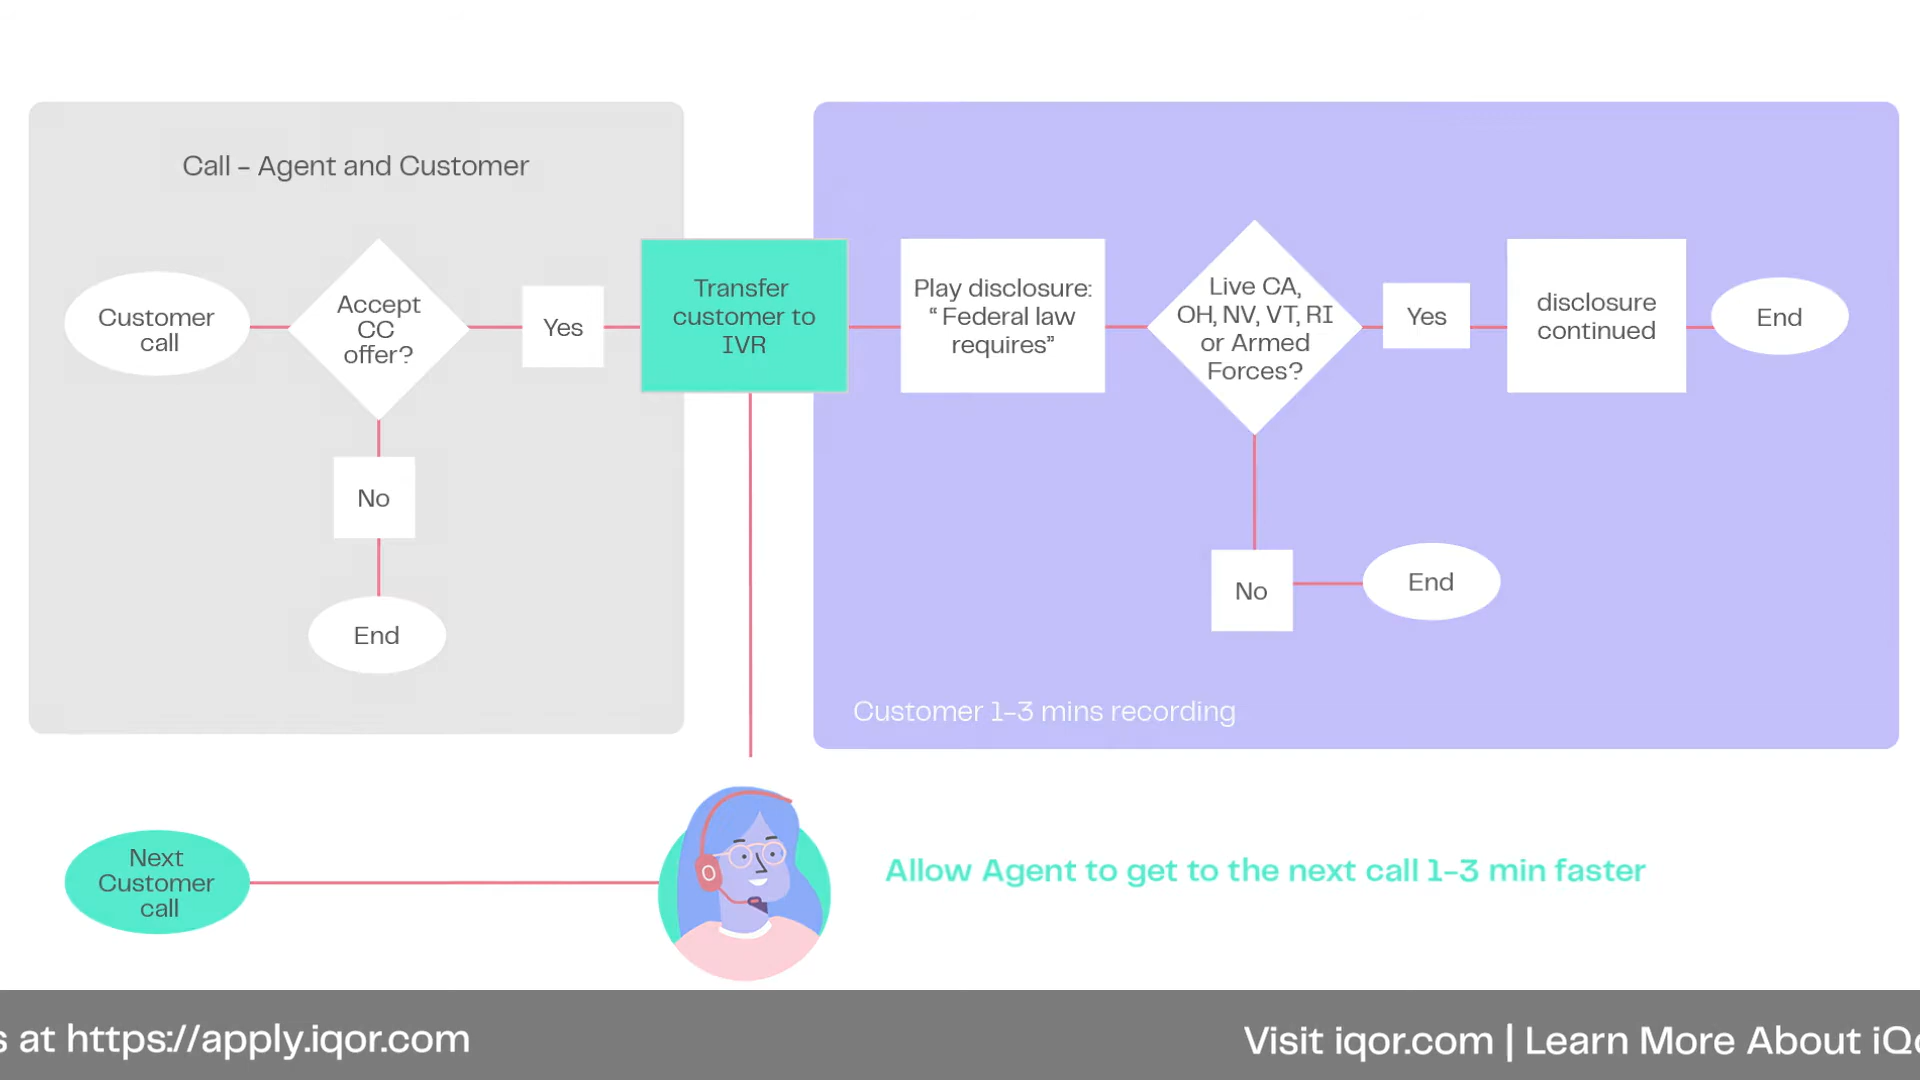 Call - Agent and Customer
Customer
call
Accept
CC
offer?
Yes
No
End
Transfer
customer to
IVR
Play disclosure:
“Federal law
requires”
Live CA,
OH, NV, VT, RI
or Armed
Forces?
Yes
disclosure
continued
End
No
End
Customer 1-3 mins recording
Next
Customer
call
Allow Agent to get to the next call 1-3 min faster
s at https://apply.iqor.com
Visit iqor.com | Learn More About iQo